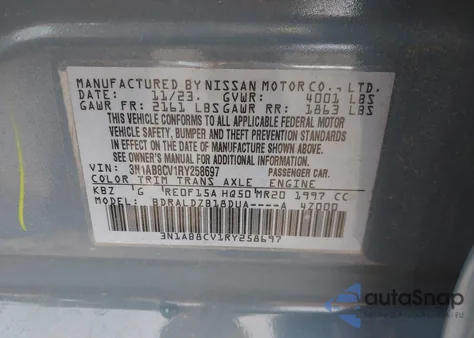 MANUFACTURED BY NISSAN MOTOR CO., LTD.
DATE: 11/23. GVWR: 4001 LBS
GAWR FR: 2161 LBS GAWR RR: 1863 LBS
THIS VEHICLE CONFORMS TO ALL
APPLICABLE FEDERAL MOTOR
VEHICLE SAFETY, BUMPER AND THEFT PREVENTION
STANDARDS IN EFFECT ON THE DATE OF
MANUFACTURE SHOWN ABOVE.
SEE OWNER'S MANUAL FOR ADDITIONAL INFORMATION.
VIN: 3N1AB8CV1RY258697 PASSENGER CAR.
COLOR TRIM TRANS AXLE ENGINE
KBZ G RE0F15A HQ50 MR20 1997 CC
MODEL: BDRALDZB18DUA----A 4Z000
3N1AB8CV1RY258697
autoSnap